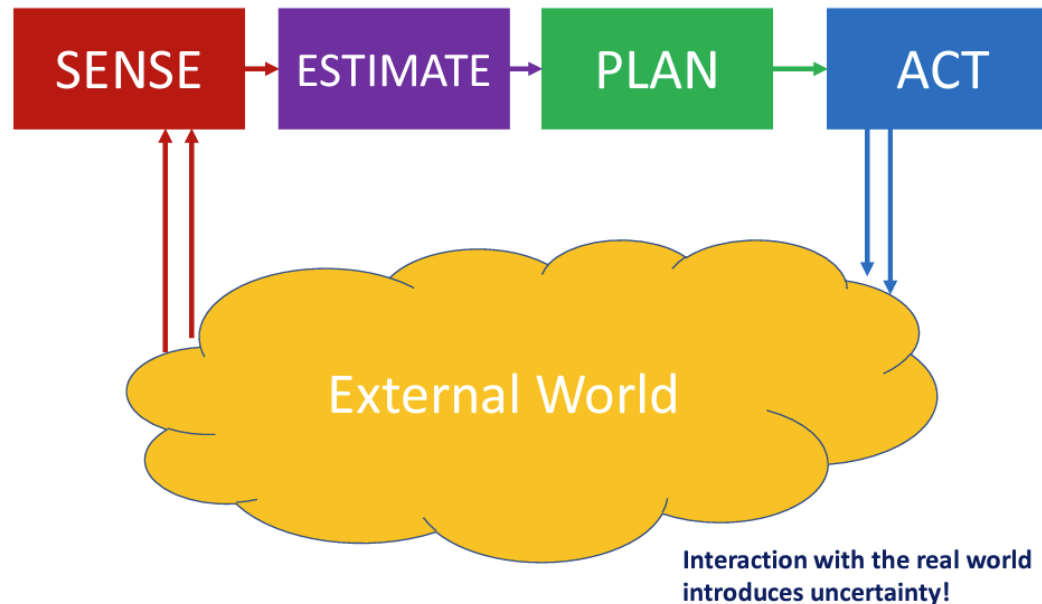 SENSE
ESTIMATE
PLAN
ACT
External World
Interaction with the real world
introduces uncertainty!